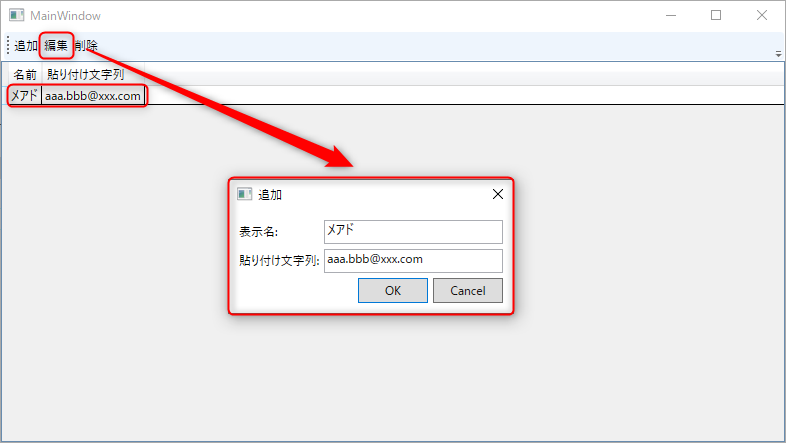 MainWindow
追加 編集 削除
名前 貼り付け文字列
メアド aaa.bbb@xxx.com
追加
表示名: メアド
貼り付け文字列: aaa.bbb@xxx.com
OK Cancel